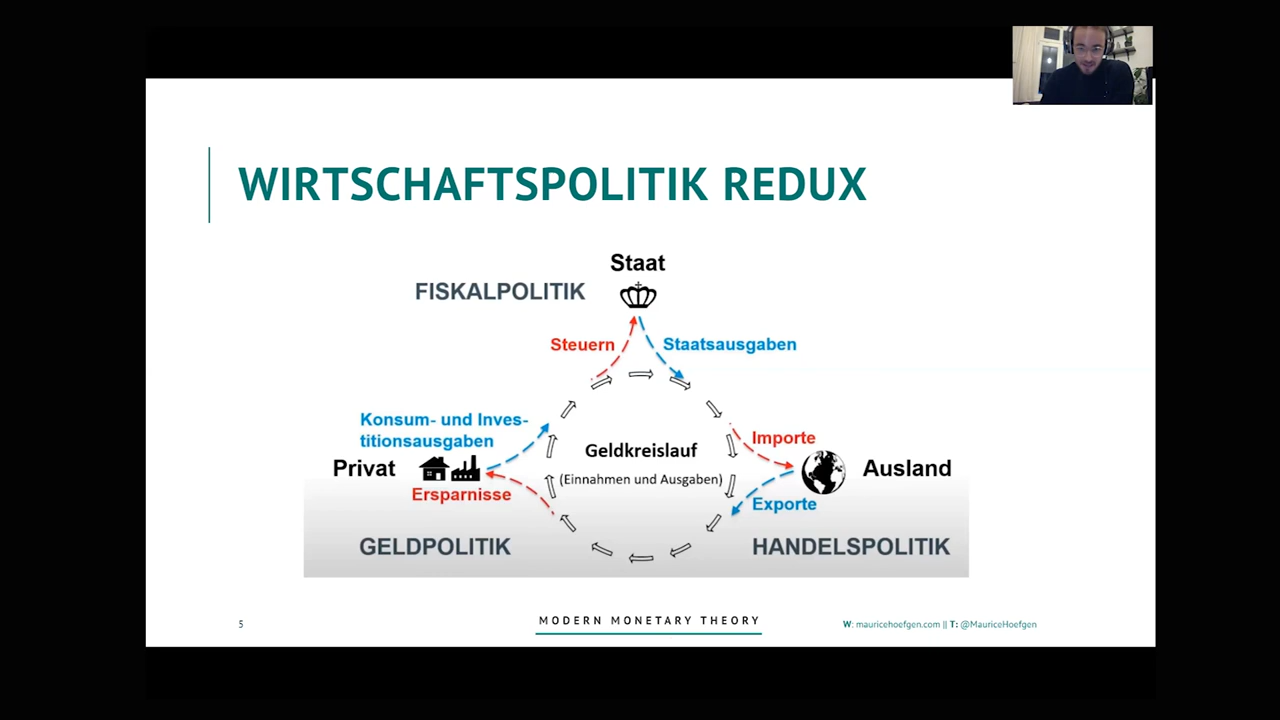 WIRTSCHAFTSPOLITIK REDUX
Staat
FISKALPOLITIK
Steuern
Staatsausgaben
Konsum- und Inves-
titionsausgaben
Geldkreislauf
(Einnahmen und Ausgaben)
Importe
Privat
Ausland
Ersparnisse
Exporte
GELDPOLITIK
HANDELSPOLITIK
5
MODERN MONETARY THEORY
W: mauricehoefgen.com || T: @MauriceHoefgen